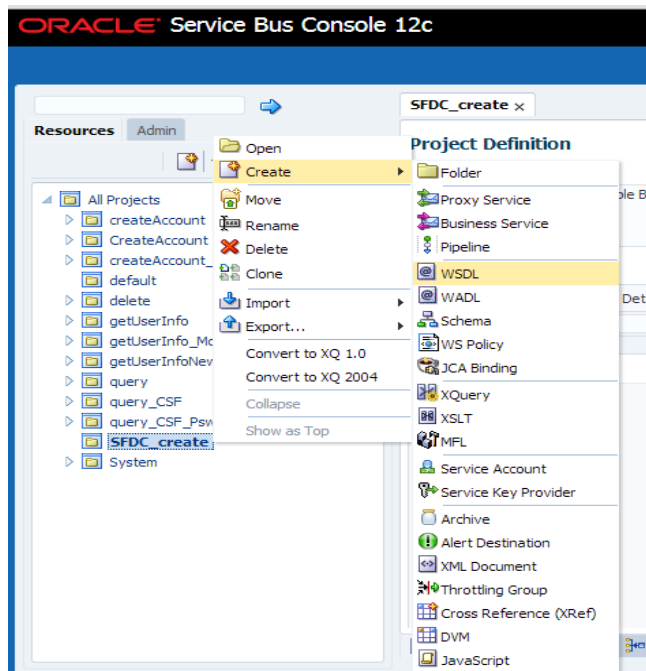 ORACLE® Service Bus Console 12c
SFDC_create ×
Resources Admin
Project Definition
All Projects
createAccount
CreateAccount
createAccount_
default
delete
getUserInfo
getUserInfo_Mo
getUserInfoNew
query
query_CSF
query_CSF_Psw
SFDC_create
System
Open
Create
Move
Rename
Delete
Clone
Import
Export...
Convert to XQ 1.0
Convert to XQ 2004
Collapse
Show as Top
Folder
Proxy Service
Business Service
Pipeline
WSDL
WADL
Schema
WS Policy
JCA Binding
XQuery
XSLT
MFL
Service Account
Service Key Provider
Archive
Alert Destination
XML Document
Throttling Group
Cross Reference (XRef)
DVM
JavaScript
ble B
Det